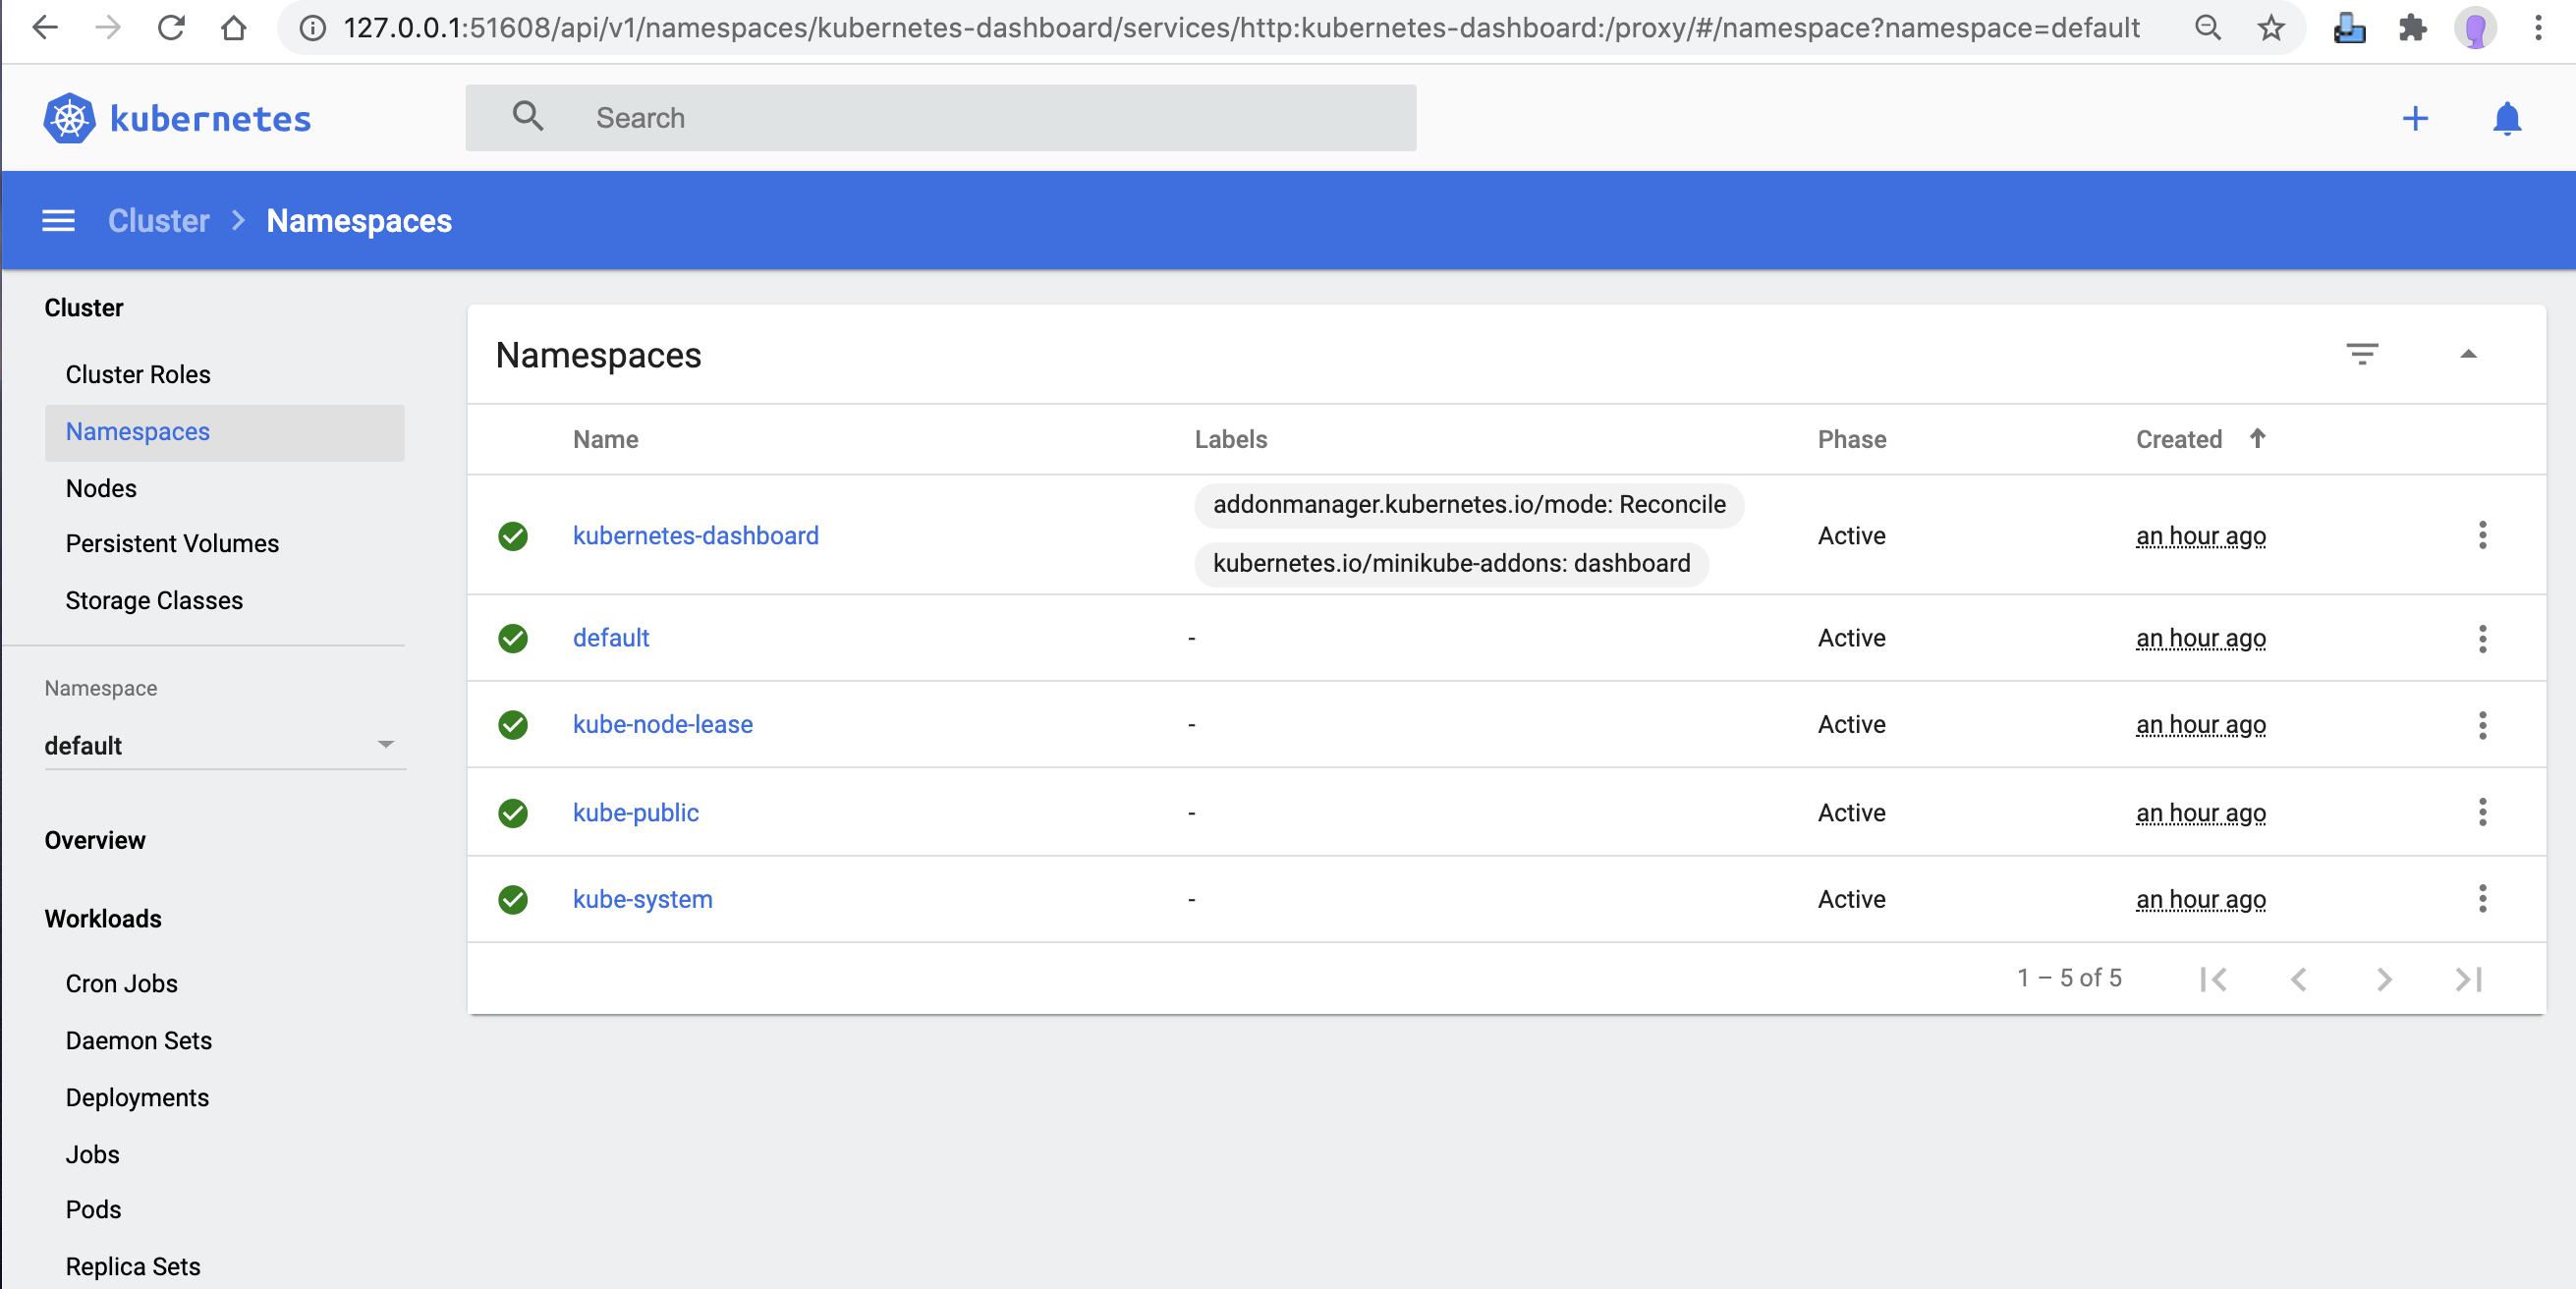 127.0.0.1:51608/api/v1/namespaces/kubernetes-dashboard/services/http:kubernetes-dashboard:/proxy/#/namespace?namespace=default
kubernetes
Search
Cluster > Namespaces
Cluster
Cluster Roles
Namespaces
Nodes
Persistent Volumes
Storage Classes
Namespace
default
Overview
Workloads
Cron Jobs
Daemon Sets
Deployments
Jobs
Pods
Replica Sets
Namespaces
Name Labels Phase Created
kubernetes-dashboard addonmanager.kubernetes.io/mode: Reconcile kubernetes.io/minikube-addons: dashboard Active an hour ago
default - Active an hour ago
kube-node-lease - Active an hour ago
kube-public - Active an hour ago
kube-system - Active an hour ago
1 – 5 of 5